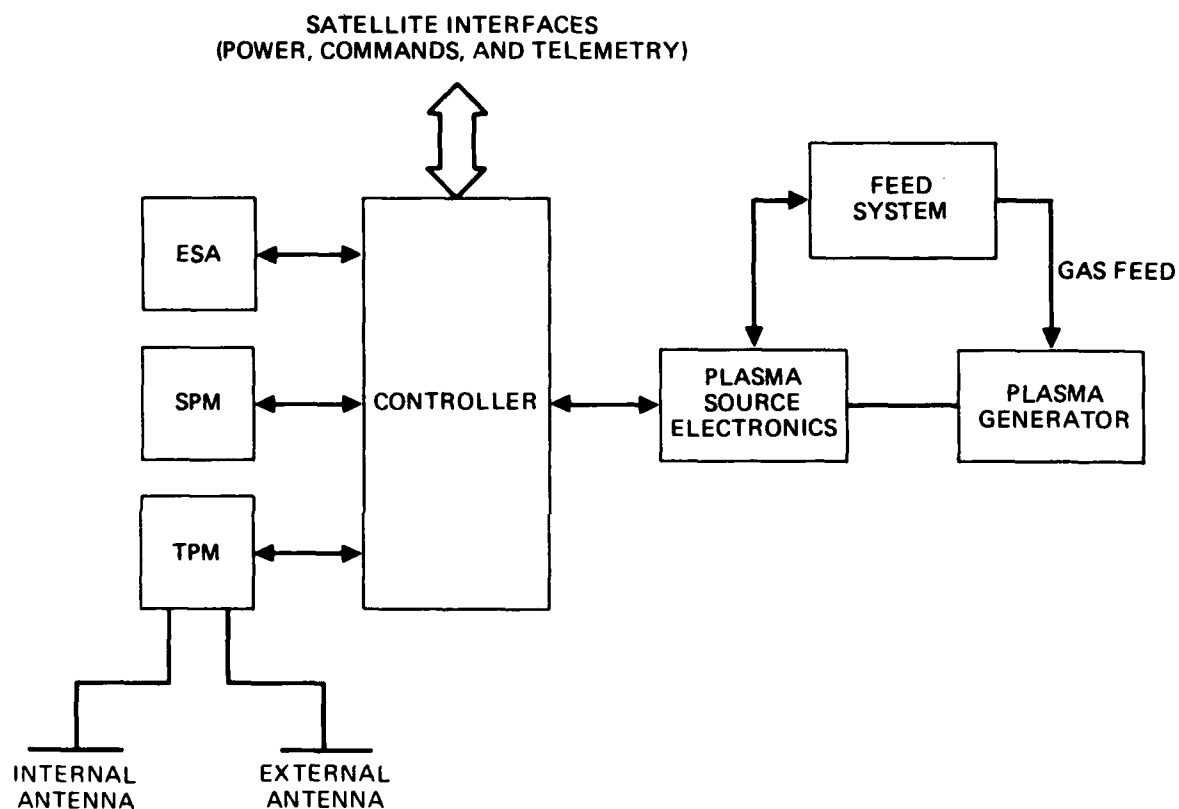 SATELLITE INTERFACES
(POWER, COMMANDS, AND TELEMETRY)
FEED
SYSTEM
ESA
GAS FEED
SPM
CONTROLLER
PLASMA
SOURCE
ELECTRONICS
PLASMA
GENERATOR
TPM
INTERNAL
ANTENNA
EXTERNAL
ANTENNA